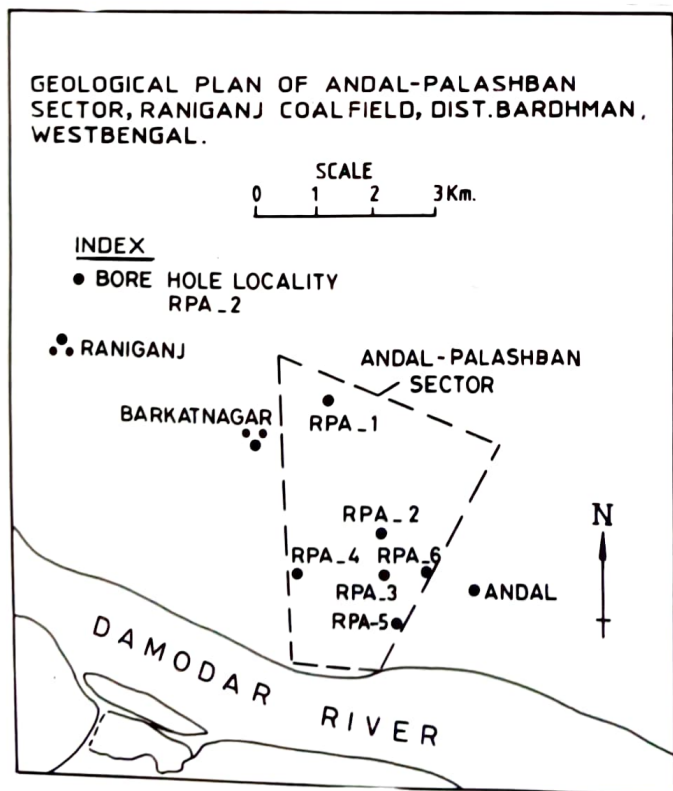 GEOLOGICAL PLAN OF ANDAL-PALASHBAN
SECTOR, RANIGANJ COALFIELD, DIST.BARDHMAN,
WESTBENGAL.
SCALE
0 1 2 3 Km.
INDEX
BORE HOLE LOCALITY
RPA_2
RANIGANJ
ANDAL-PALASHBAN
SECTOR
BARKATNAGAR
RPA_1
RPA_2
N
RPA_4 RPA_6
RPA_3
ANDAL
RPA-5
DAMODAR RIVER